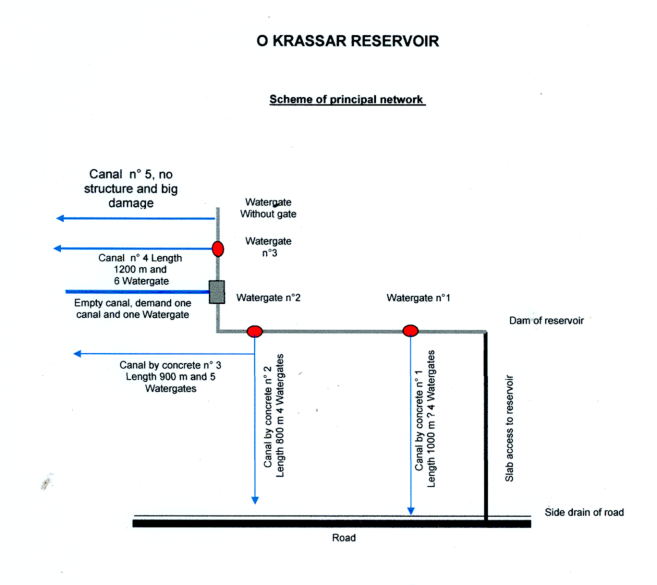 O KRASSAR RESERVOIR
Scheme of principal network
Canal n° 5, no
structure and big
damage
Watergate
Without gate
Watergate
n°3
Canal n° 4 Length
1200 m and
6 Watergate
Empty canal, demand one
canal and one Watergate
Watergate n°2
Watergate n°1
Dam of reservoir
Canal by concrete n° 3
Length 900 m and 5
Watergates
Canal by concrete n° 2
Length 800 m 4 Watergates
Canal by concrete n° 1
Length 1000 m ? 4 Watergates
Slab access to reservoir
Side drain of road
Road